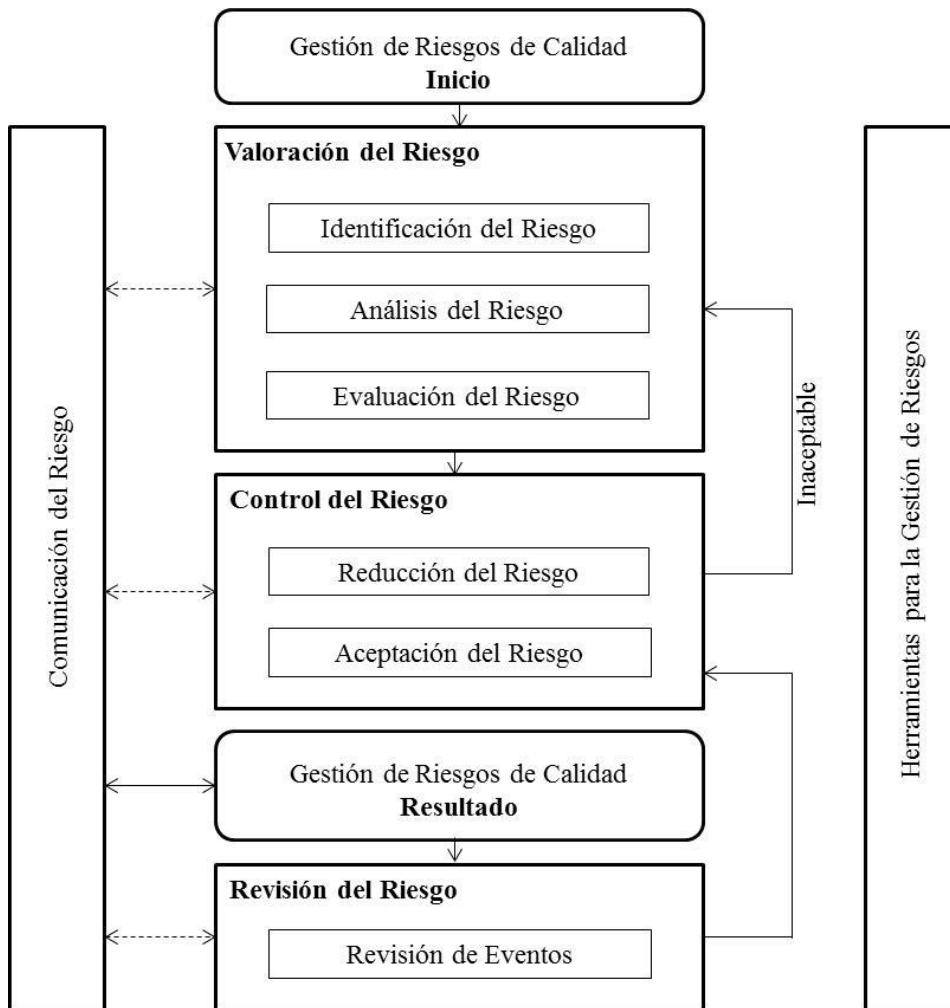 Gestión de Riesgos de Calidad
Inicio
Valoración del Riesgo
Identificación del Riesgo
Análisis del Riesgo
Evaluación del Riesgo
Control del Riesgo
Reducción del Riesgo
Aceptación del Riesgo
Gestión de Riesgos de Calidad
Resultado
Revisión del Riesgo
Revisión de Eventos
Comunicación del Riesgo
Inaceptable
Herramientas para la Gestión de Riesgos